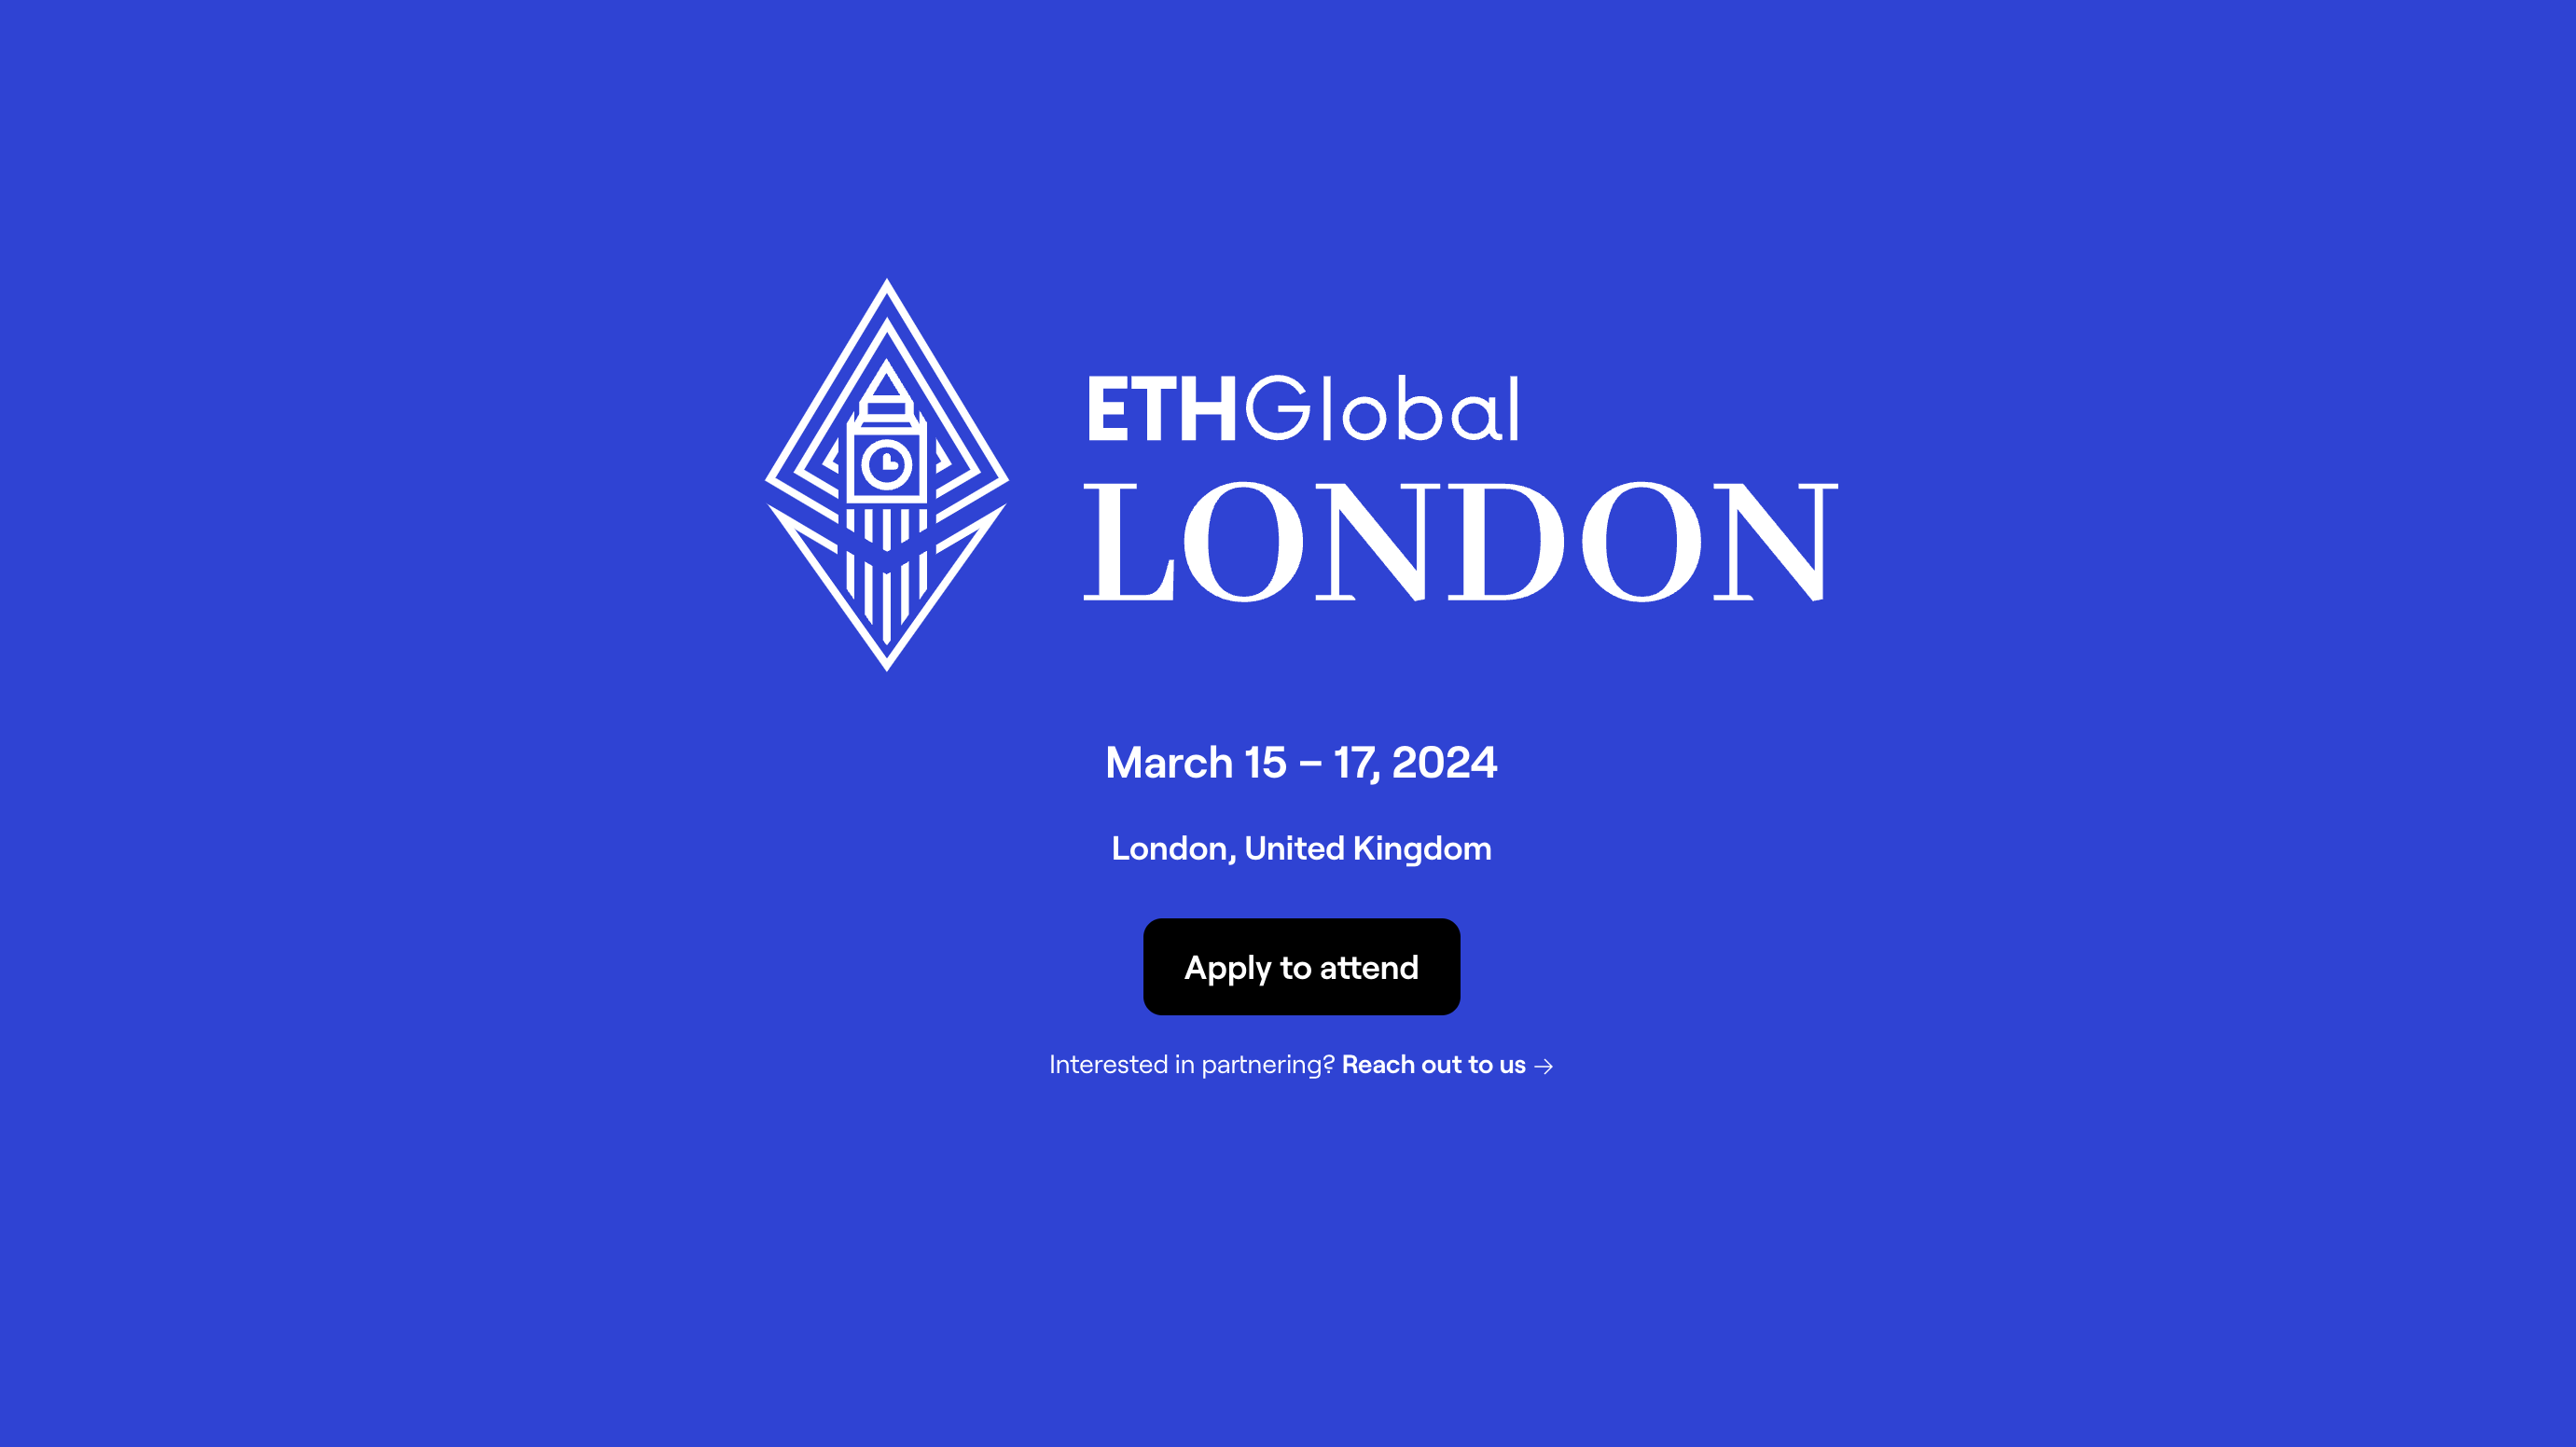 ETHGlobal
LONDON
March 15 – 17, 2024
London, United Kingdom
Apply to attend
Interested in partnering? Reach out to us →